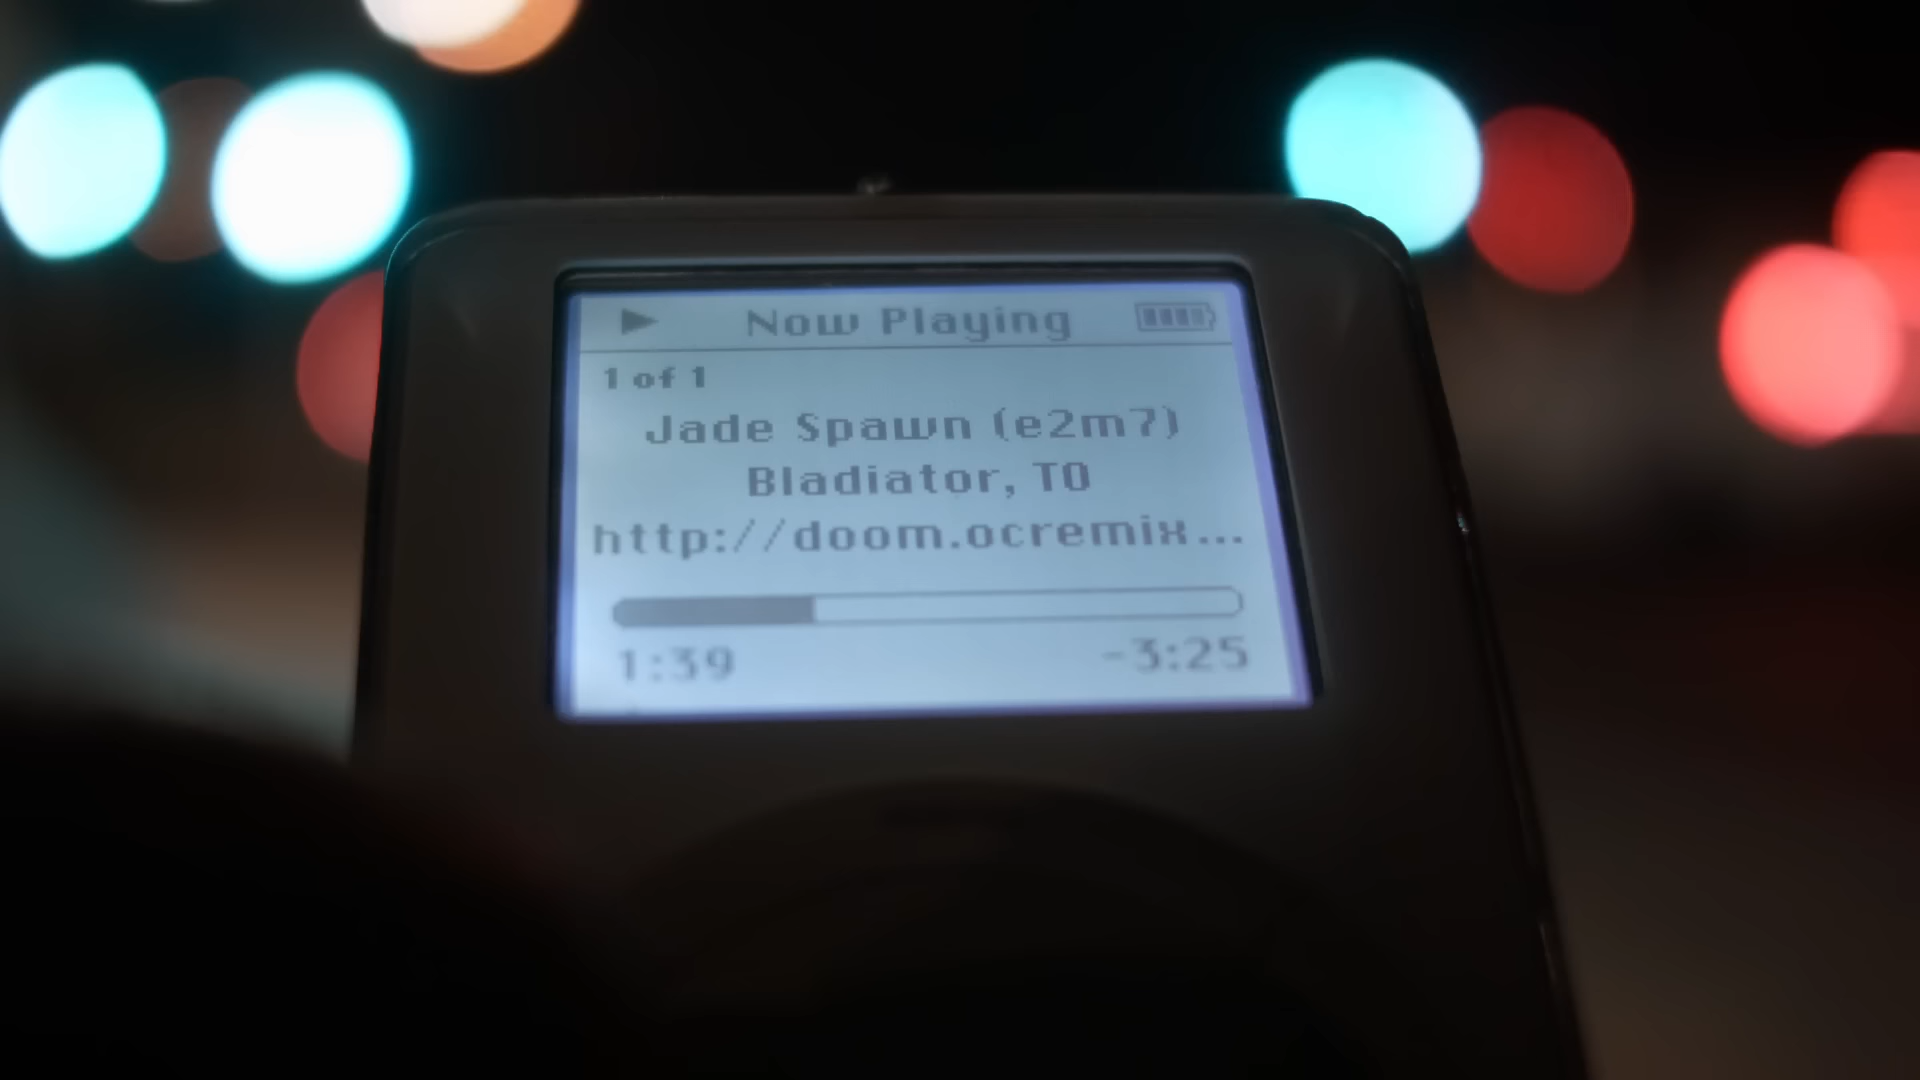 Now Playing
1 of 1
Jade Spawn (e2m7)
Bladiator, TO
http://doom.ocremix...
1:39 -3:25